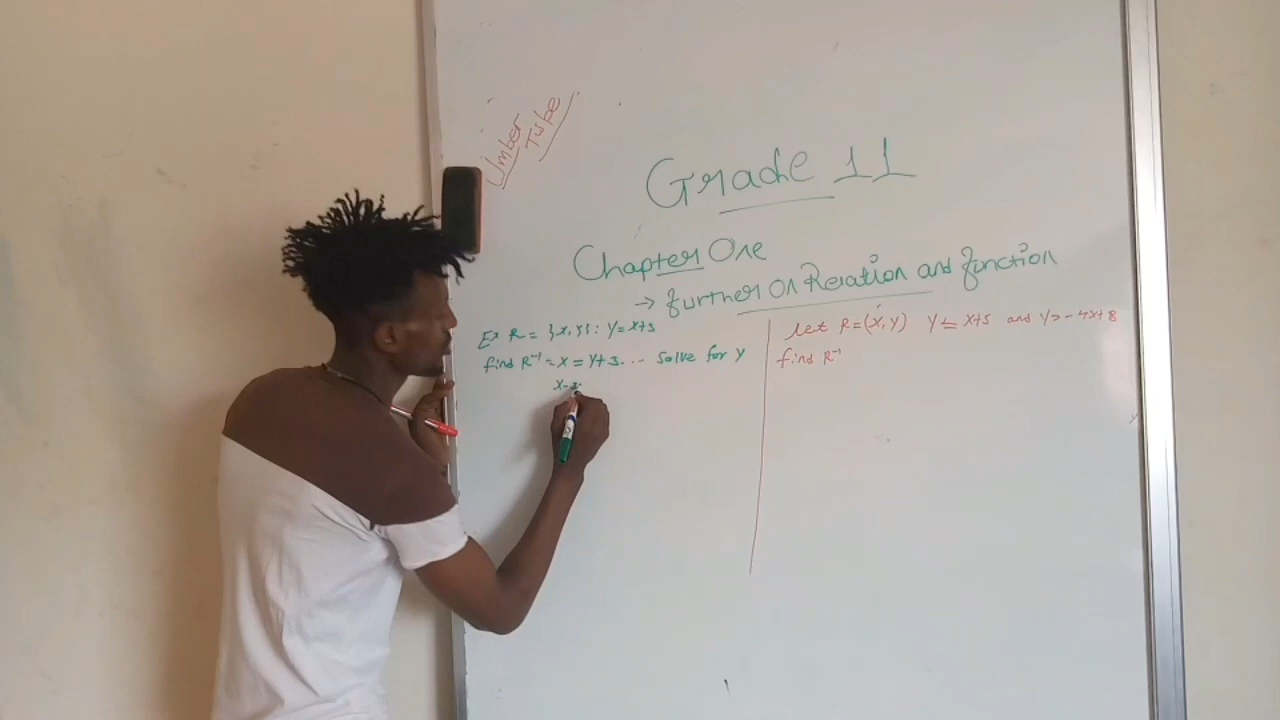 Umber
Tube
Grade 11
Chapter One
→ further On Relation and function
Ex R = {x, y} : y = x+3
find R⁻¹ = x = y+3 ... Solve for y
x-3
let R = (x, y) y ≤ x+5 and y > -4x+8
find R⁻¹